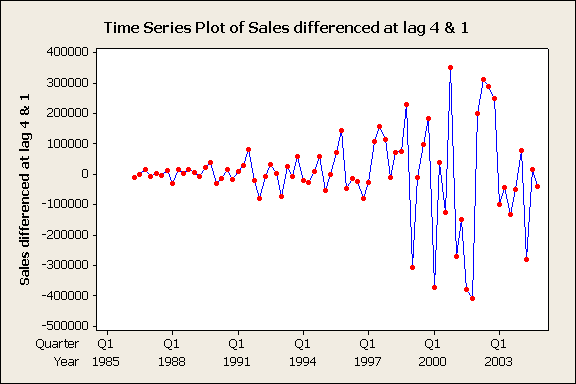 Time Series Plot of Sales differenced at lag 4 & 1
Sales differenced at lag 4 & 1
400000
300000
200000
100000
0
-100000
-200000
-300000
-400000
-500000
Quarter Q1 Q1 Q1 Q1 Q1 Q1 Q1
Year 1985 1988 1991 1994 1997 2000 2003